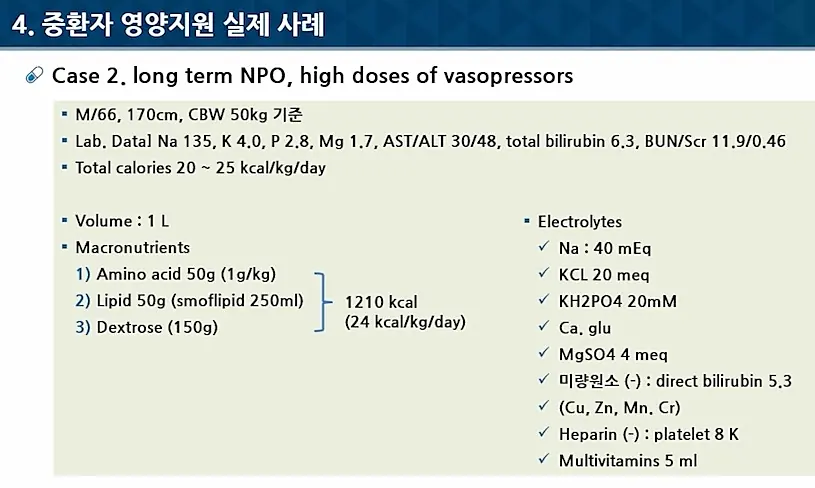 4. 중환자 영양지원 실제 사례
Case 2. long term NPO, high doses of vasopressors
▪ M/66, 170cm, CBW 50kg 기준
▪ Lab. Data] Na 135, K 4.0, P 2.8, Mg 1.7, AST/ALT 30/48, total bilirubin 6.3, BUN/Scr 11.9/0.46
▪ Total calories 20 ~ 25 kcal/kg/day
▪ Volume : 1 L
▪ Macronutrients
1) Amino acid 50g (1g/kg)
2) Lipid 50g (smoflipid 250ml)
3) Dextrose (150g)
1210 kcal
(24 kcal/kg/day)
▪ Electrolytes
✓ Na : 40 mEq
✓ KCL 20 meq
✓ KH2PO4 20mM
✓ Ca. glu
✓ MgSO4 4 meq
✓ 미량원소 (-) : direct bilirubin 5.3
✓ (Cu, Zn, Mn. Cr)
✓ Heparin (-) : platelet 8 K
✓ Multivitamins 5 ml